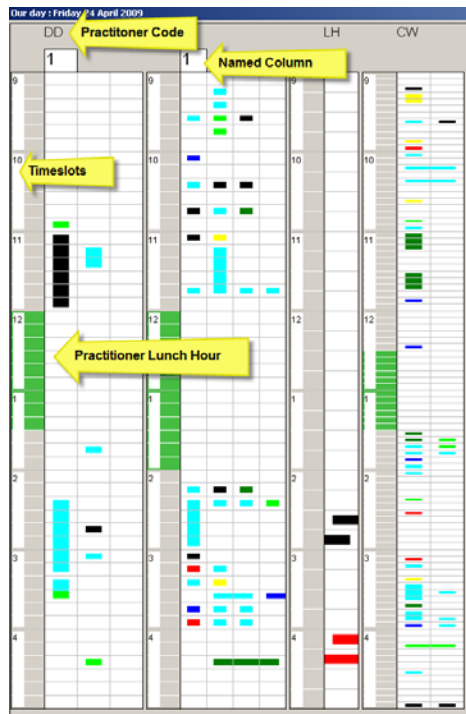 Our day : Friday 24 April 2009
DD Practitoner Code LH CW
1 1 Named Column
9 9 9 9
10 10 10 10
Timeslots
11 11 11 11
12 12 12 12
Practitioner Lunch Hour
1 1 1 1
2 2 2 2
3 3 3 3
4 4 4 4